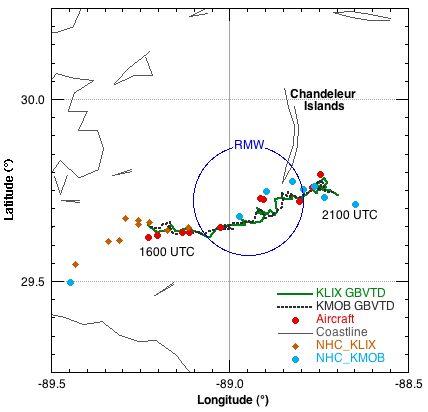 Chandeleur
Islands
30.0
RMW
Latitude (°)
2100 UTC
1600 UTC
29.5
KLIX GBVTD
KMOB GBVTD
Aircraft
Coastline
NHC_KLIX
NHC_KMOB
-89.5
-89.0
-88.5
Longitude (°)